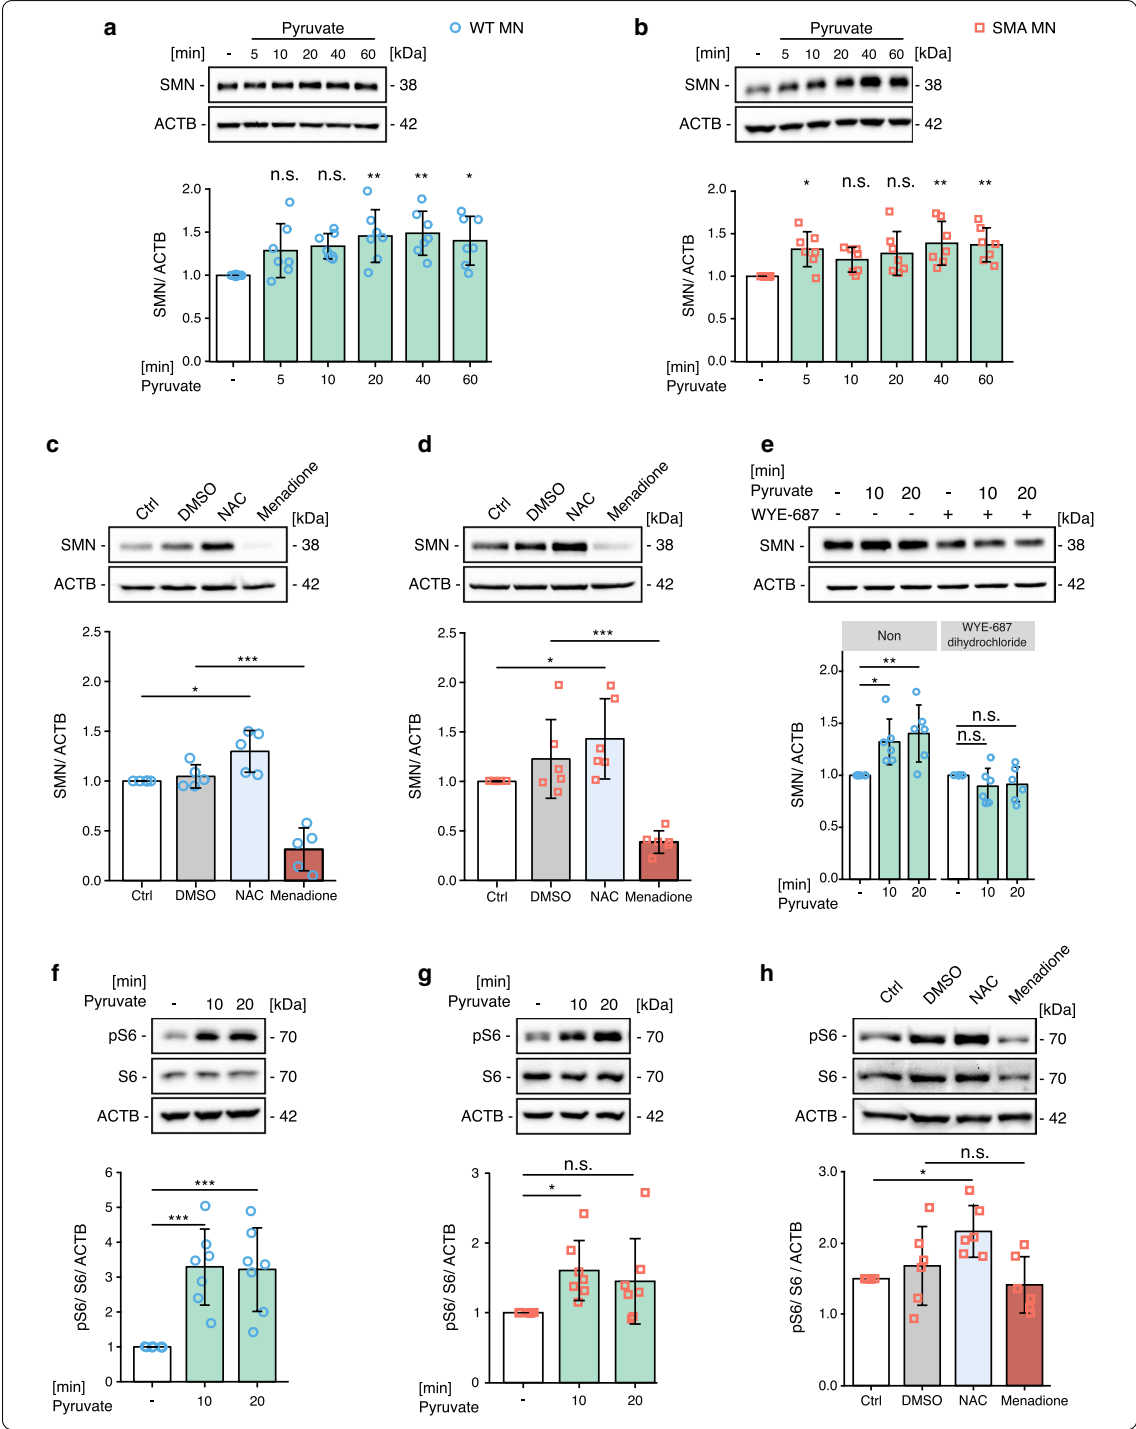 a
Pyruvate
WT MN
[min] - 5 10 20 40 60 [kDa]
SMN - - 38
ACTB - - 42
n.s. n.s. ** ** *
2.0
1.5
1.0
0.5
0.0
SMN/ ACTB
[min]
Pyruvate
- 5 10 20 40 60
b
Pyruvate
SMA MN
[min] - 5 10 20 40 60 [kDa]
SMN - - 38
ACTB - - 42
* n.s. n.s. ** **
2.0
1.5
1.0
0.5
0.0
SMN/ ACTB
[min]
Pyruvate
- 5 10 20 40 60
c
Ctrl DMSO NAC Menadione
[kDa]
SMN - - 38
ACTB - - 42
2.5
2.0
1.5
1.0
0.5
0.0
SMN/ ACTB
***
*
Ctrl DMSO NAC Menadione
d
Ctrl DMSO NAC Menadione
[kDa]
SMN - - 38
ACTB - - 42
2.5
2.0
1.5
1.0
0.5
0.0
SMN/ ACTB
***
*
Ctrl DMSO NAC Menadione
e
[min]
Pyruvate - 10 20 - 10 20
WYE-687 - - - + + + [kDa]
SMN - - 38
ACTB - - 42
Non
WYE-687
dihydrochloride
2.0
1.5
1.0
0.5
0.0
SMN/ ACTB
**
*
n.s.
n.s.
[min]
Pyruvate
- 10 20 - 10 20
f
[min]
Pyruvate - 10 20 [kDa]
pS6 - - 70
S6 - - 70
ACTB - - 42
6
5
4
3
2
1
0
pS6/ S6/ ACTB
***
***
[min]
Pyruvate
- 10 20
g
[min]
Pyruvate - 10 20 [kDa]
pS6 - - 70
S6 - - 70
ACTB - - 42
3
2
1
0
pS6/ S6/ ACTB
n.s.
*
[min]
Pyruvate
- 10 20
h
Ctrl DMSO NAC Menadione
[kDa]
pS6 - - 70
S6 - - 70
ACTB - - 42
3.0
2.0
1.0
0.0
pS6/ S6 / ACTB
n.s.
*
Ctrl DMSO NAC Menadione